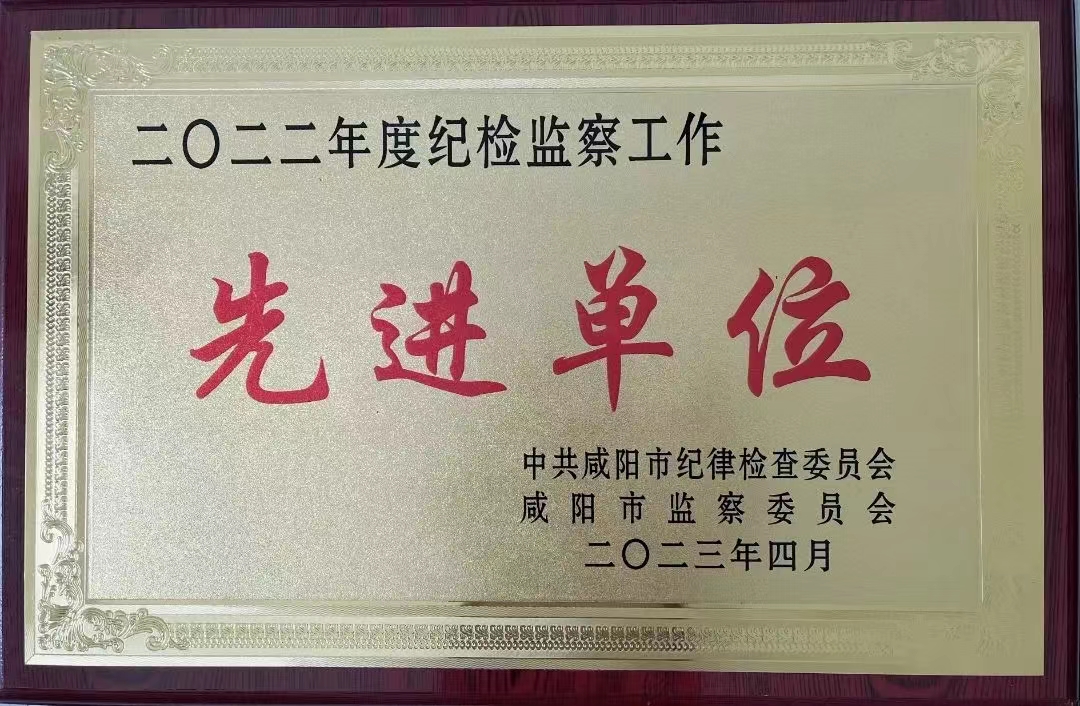 二〇二二年度纪检监察工作
先进单位
中共咸阳市纪律检查委员会
咸阳市监察委员会
二〇二三年四月